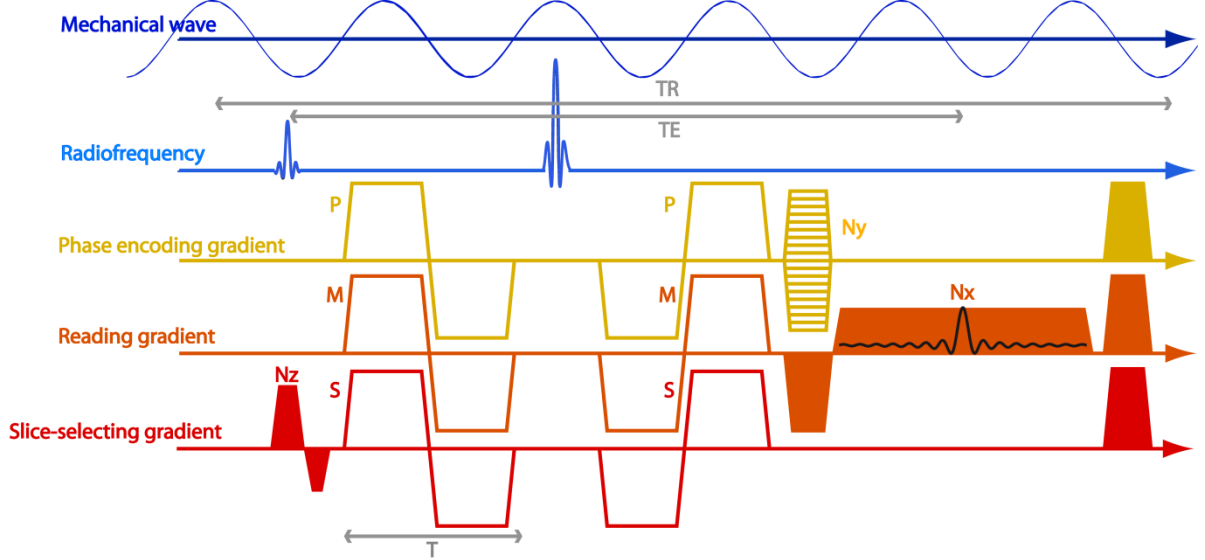 Mechanical wave
TR
TE
Radiofrequency
P P
Phase encoding gradient
Ny
M M
Nx
Reading gradient
Nz
S S
Slice-selecting gradient
T